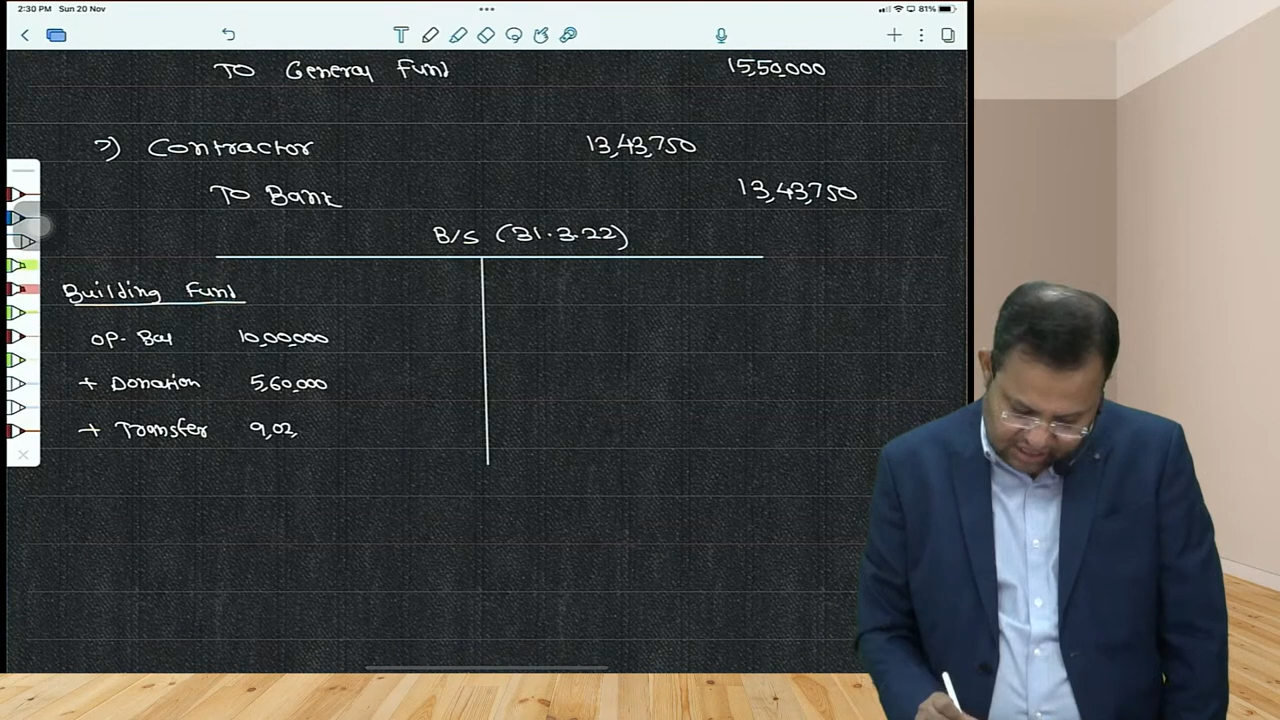 2:30 PM Sun 20 Nov
81%
TO General Fund 15,50,000
7) Contractor 13,43,750
TO Bank 13,43,750
B/S (31.3.22)
Building Fund
OP- Bal 10,00,000
+ Donation 5,60,000
+ Transfer 9,02,